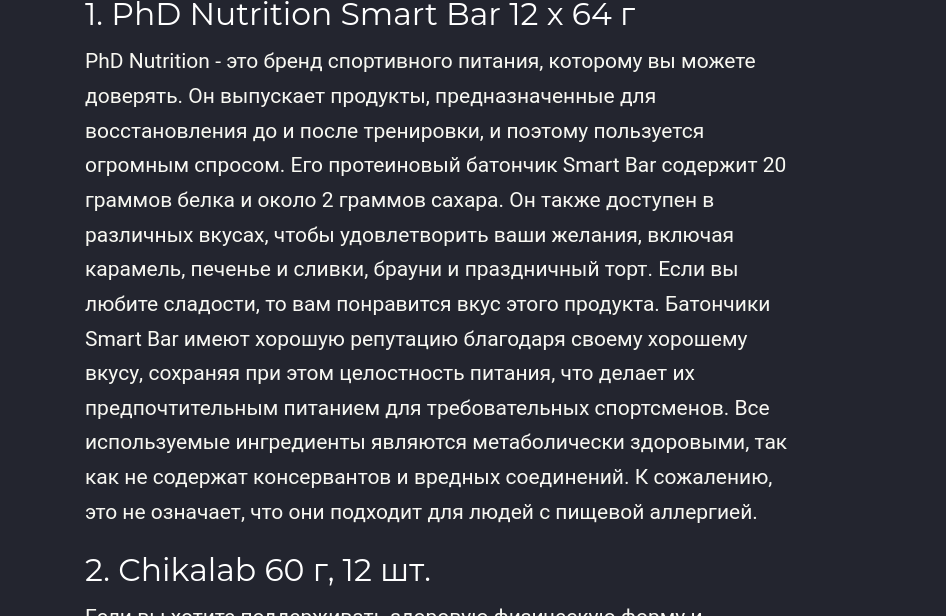 1. PhD Nutrition Smart Bar 12 x 64 г
PhD Nutrition - это бренд спортивного питания, которому вы можете
доверять. Он выпускает продукты, предназначенные для
восстановления до и после тренировки, и поэтому пользуется
огромным спросом. Его протеиновый батончик Smart Bar содержит 20
граммов белка и около 2 граммов сахара. Он также доступен в
различных вкусах, чтобы удовлетворить ваши желания, включая
карамель, печенье и сливки, брауни и праздничный торт. Если вы
любите сладости, то вам понравится вкус этого продукта. Батончики
Smart Bar имеют хорошую репутацию благодаря своему хорошему
вкусу, сохраняя при этом целостность питания, что делает их
предпочтительным питанием для требовательных спортсменов. Все
используемые ингредиенты являются метаболически здоровыми, так
как не содержат консервантов и вредных соединений. К сожалению,
это не означает, что они подходит для людей с пищевой аллергией.
2. Chikalab 60 г, 12 шт.
Если вы хотите поддерживать здоровую физическую форму и